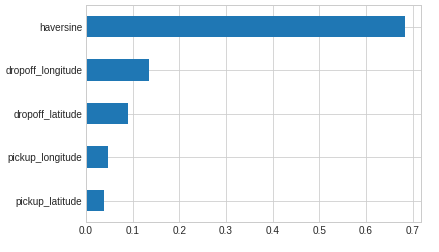 haversine
dropoff_longitude
dropoff_latitude
pickup_longitude
pickup_latitude
0.0 0.1 0.2 0.3 0.4 0.5 0.6 0.7